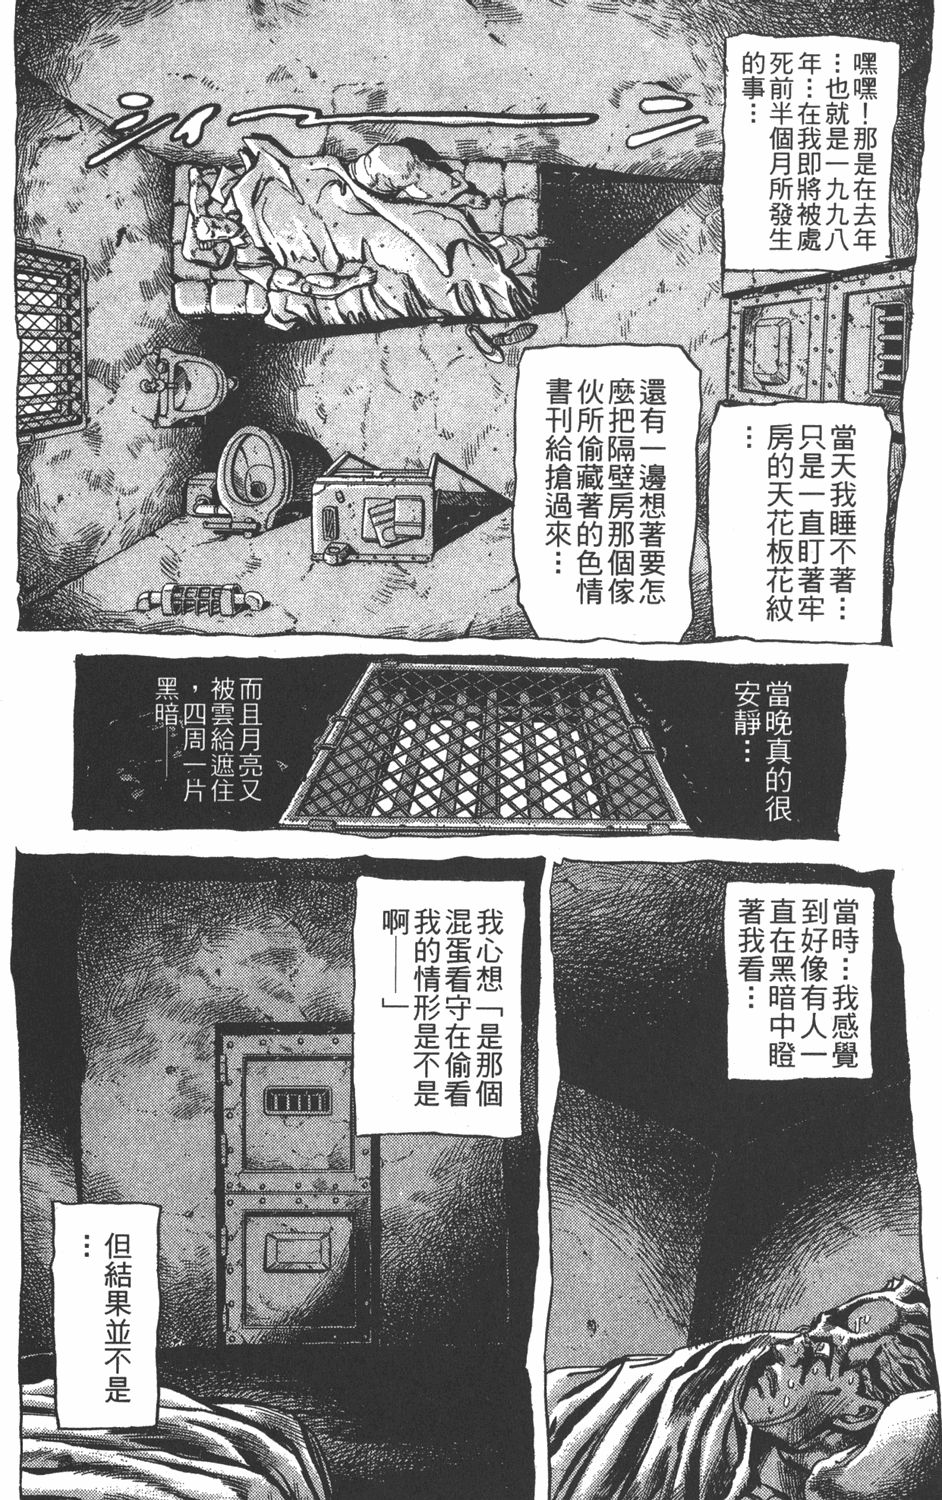 嘿嘿！那是在去年
…也就是一九九八
年…在我即將被處
死前半個月所發生
的事…
シーン
當天我睡不著…
只是一直盯著牢
房的天花板花紋
…
還有一邊想著要怎
麼把隔壁房那個傢
伙所偷藏著的色情
書刊給搶過來…
當晚真的很
安靜…
而且月亮又
被雲給遮住
，四周一片
黑暗——
當時…我感覺
到好像有人一
直在黑暗中瞪
著我看…
我心想「是那個
混蛋看守在偷看
我的情形是不是
啊——」
但結果並不是
…